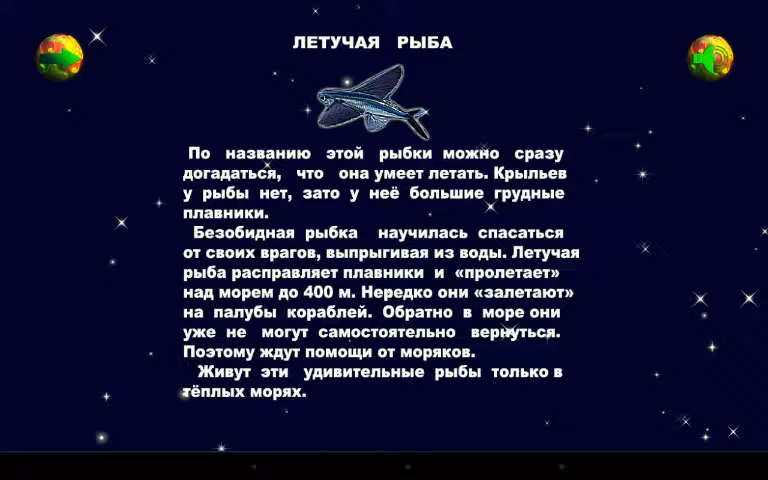 ЛЕТУЧАЯ РЫБА
По названию этой рыбки можно сразу
догадаться, что она умеет летать. Крыльев
у рыбы нет, зато у неё большие грудные
плавники.
Безобидная рыбка научилась спасаться
от своих врагов, выпрыгивая из воды. Летучая
рыба расправляет плавники и «пролетает»
над морем до 400 м. Нередко они «залетают»
на палубы кораблей. Обратно в море они
уже не могут самостоятельно вернуться.
Поэтому ждут помощи от моряков.
Живут эти удивительные рыбы только в
тёплых морях.